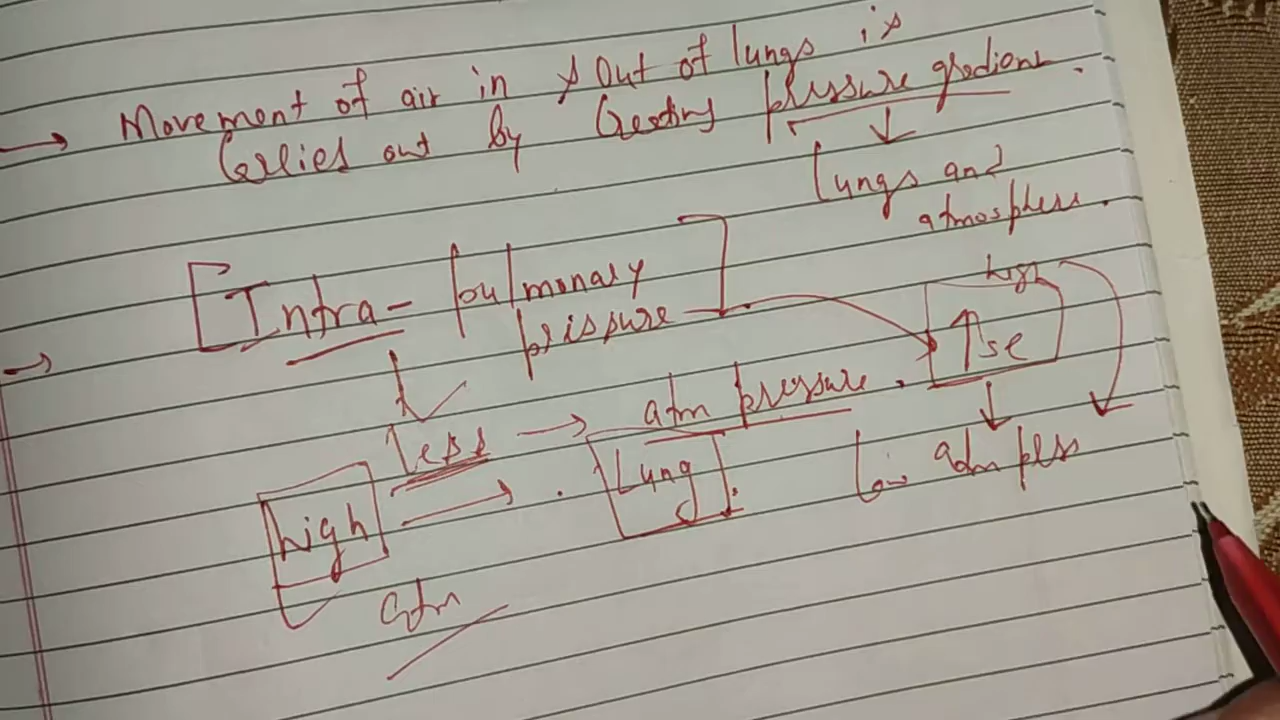 → Movement of air in & out of lungs is
Carries out by Creating pressure gradient.
↓
Lungs and
atmosphere.
→ [Intra - pulmonary
pressure]
high
↑se
↓
less → atm pressure.
low atm pres
high → . Lung.
atm